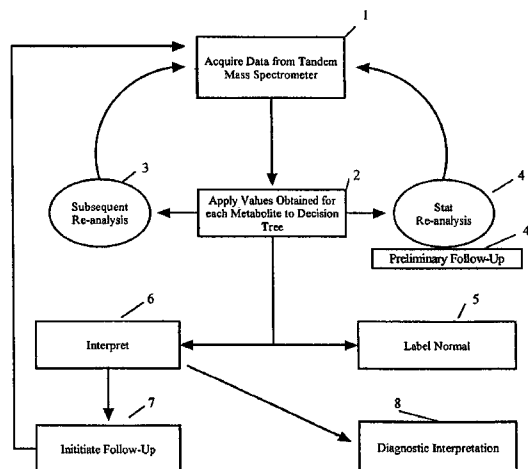 1
Acquire Data from Tandem
Mass Spectrometer
3
Subsequent
Re-analysis
2
Apply Values Obtained for
each Metabolite to Decision
Tree
4
Stat
Re-analysis
4
Preliminary Follow-Up
6
Interpret
5
Label Normal
7
Inititiate Follow-Up
8
Diagnostic Interpretation